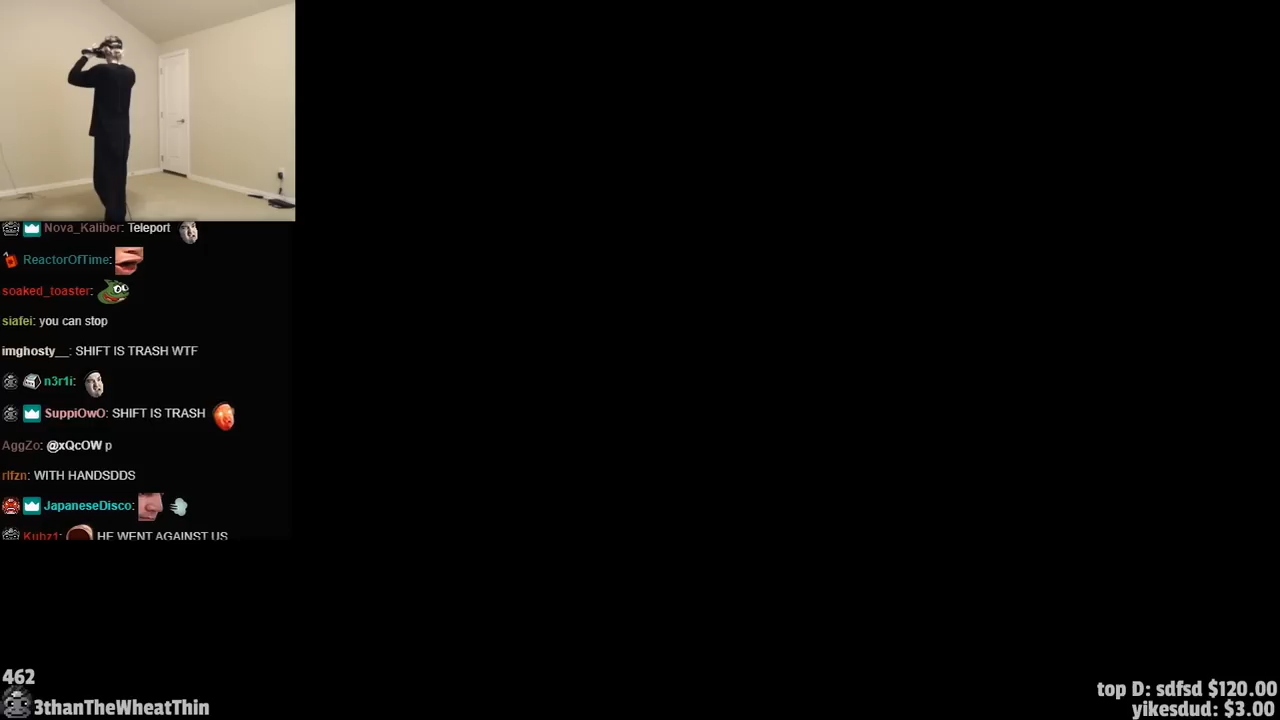 Nova_Kaliber: Teleport
ReactorOfTime:
soaked_toaster:
siafei: you can stop
imghosty__: SHIFT IS TRASH WTF
n3r1i:
SuppiOwO: SHIFT IS TRASH
AggZo: @xQcOW p
rlfzn: WITH HANDSDDS
JapaneseDisco:
Kubz1: HE WENT AGAINST US
462
3thanTheWheatThin
top D: sdfsd $120.00
yikesdud: $3.00